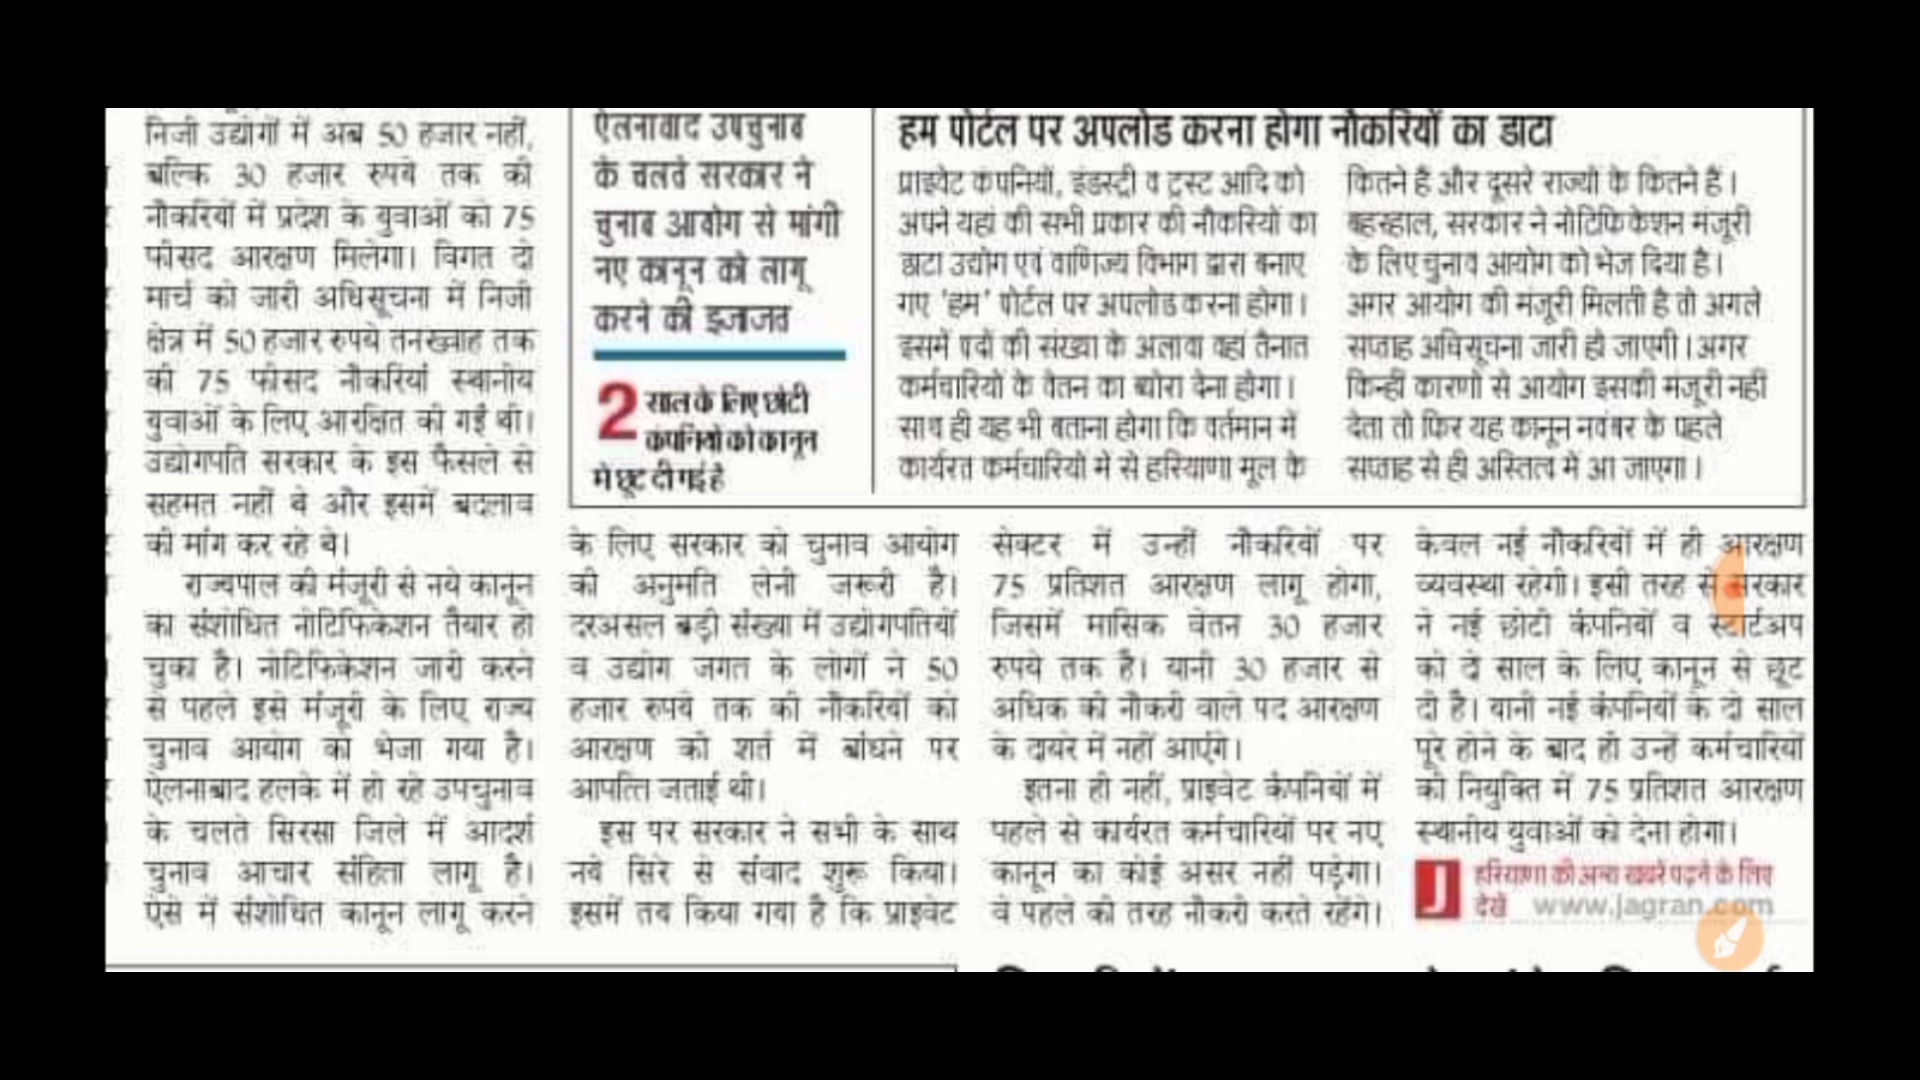 निजी उद्योगों में अब 50 हजार नहीं,
बल्कि 30 हजार रुपये तक की
नौकरियों में प्रदेश के युवाओं को 75
फीसद आरक्षण मिलेगा। विगत दो
मार्च को जारी अधिसूचना में निजी
क्षेत्र में 50 हजार रुपये तनख्वाह तक
की 75 फीसद नौकरियां स्थानीय
युवाओं के लिए आरक्षित की गई थी।
उद्योगपति सरकार के इस फैसले से
सहमत नहीं थे और इसमें बदलाव
की मांग कर रहे थे।
राज्यपाल की मंजूरी से नये कानून
का संशोधित नोटिफिकेशन तैयार हो
चुका है। नोटिफिकेशन जारी करने
से पहले इसे मंजूरी के लिए राज्य
चुनाव आयोग को भेजा गया है।
ऐलनाबाद हलके में हो रहे उपचुनाव
के चलते सिरसा जिले में आदर्श
चुनाव आचार संहिता लागू है।
ऐसे में संशोधित कानून लागू करने
ऐलनाबाद उपचुनाव
के चलते सरकार ने
चुनाव आयोग से मांगी
नए कानून को लागू
करने की इजाजत
2 साल के लिए छोटी
कंपनियों को कानून
में छूट दी गई है
हम पोर्टल पर अपलोड करना होगा नौकरियों का डाटा
प्राइवेट कंपनियों, इंडस्ट्री व ट्रस्ट आदि को
अपने यहां की सभी प्रकार की नौकरियों का
डाटा उद्योग एवं वाणिज्य विभाग द्वारा बनाए
गए 'हम' पोर्टल पर अपलोड करना होगा।
इसमें पदों की संख्या के अलावा वहां तैनात
कर्मचारियों के वेतन का ब्योरा देना होगा।
साथ ही यह भी बताना होगा कि वर्तमान में
कार्यरत कर्मचारियों में से हरियाणा मूल के
कितने हैं और दूसरे राज्यों के कितने हैं।
बहरहाल, सरकार ने नोटिफिकेशन मंजूरी
के लिए चुनाव आयोग को भेज दिया है।
अगर आयोग की मंजूरी मिलती है तो अगले
सप्ताह अधिसूचना जारी हो जाएगी। अगर
किन्हीं कारणों से आयोग इसकी मंजूरी नहीं
देता तो फिर यह कानून नवंबर के पहले
सप्ताह से ही अस्तित्व में आ जाएगा।
के लिए सरकार को चुनाव आयोग
की अनुमति लेनी जरूरी है।
दरअसल बड़ी संख्या में उद्योगपतियों
व उद्योग जगत के लोगों ने 50
हजार रुपये तक की नौकरियों को
आरक्षण की शर्त में बांधने पर
आपत्ति जताई थी।
इस पर सरकार ने सभी के साथ
नये सिरे से संवाद शुरू किया।
इसमें तय किया गया है कि प्राइवेट
सेक्टर में उन्हीं नौकरियों पर
75 प्रतिशत आरक्षण लागू होगा,
जिसमें मासिक वेतन 30 हजार
रुपये तक है। यानी 30 हजार से
अधिक की नौकरी वाले पद आरक्षण
के दायरे में नहीं आएंगे।
इतना ही नहीं, प्राइवेट कंपनियों में
पहले से कार्यरत कर्मचारियों पर नए
कानून का कोई असर नहीं पड़ेगा।
वे पहले की तरह नौकरी करते रहेंगे।
केवल नई नौकरियों में ही आरक्षण
व्यवस्था रहेगी। इसी तरह से सरकार
ने नई छोटी कंपनियों व स्टार्टअप
को दो साल के लिए कानून से छूट
दी है। यानी नई कंपनियों के दो साल
पूरे होने के बाद ही उन्हें कर्मचारियों
की नियुक्ति में 75 प्रतिशत आरक्षण
स्थानीय युवाओं को देना होगा।
J हरियाणा की अन्य खबरें पढ़ने के लिए
देखें www.jagran.com